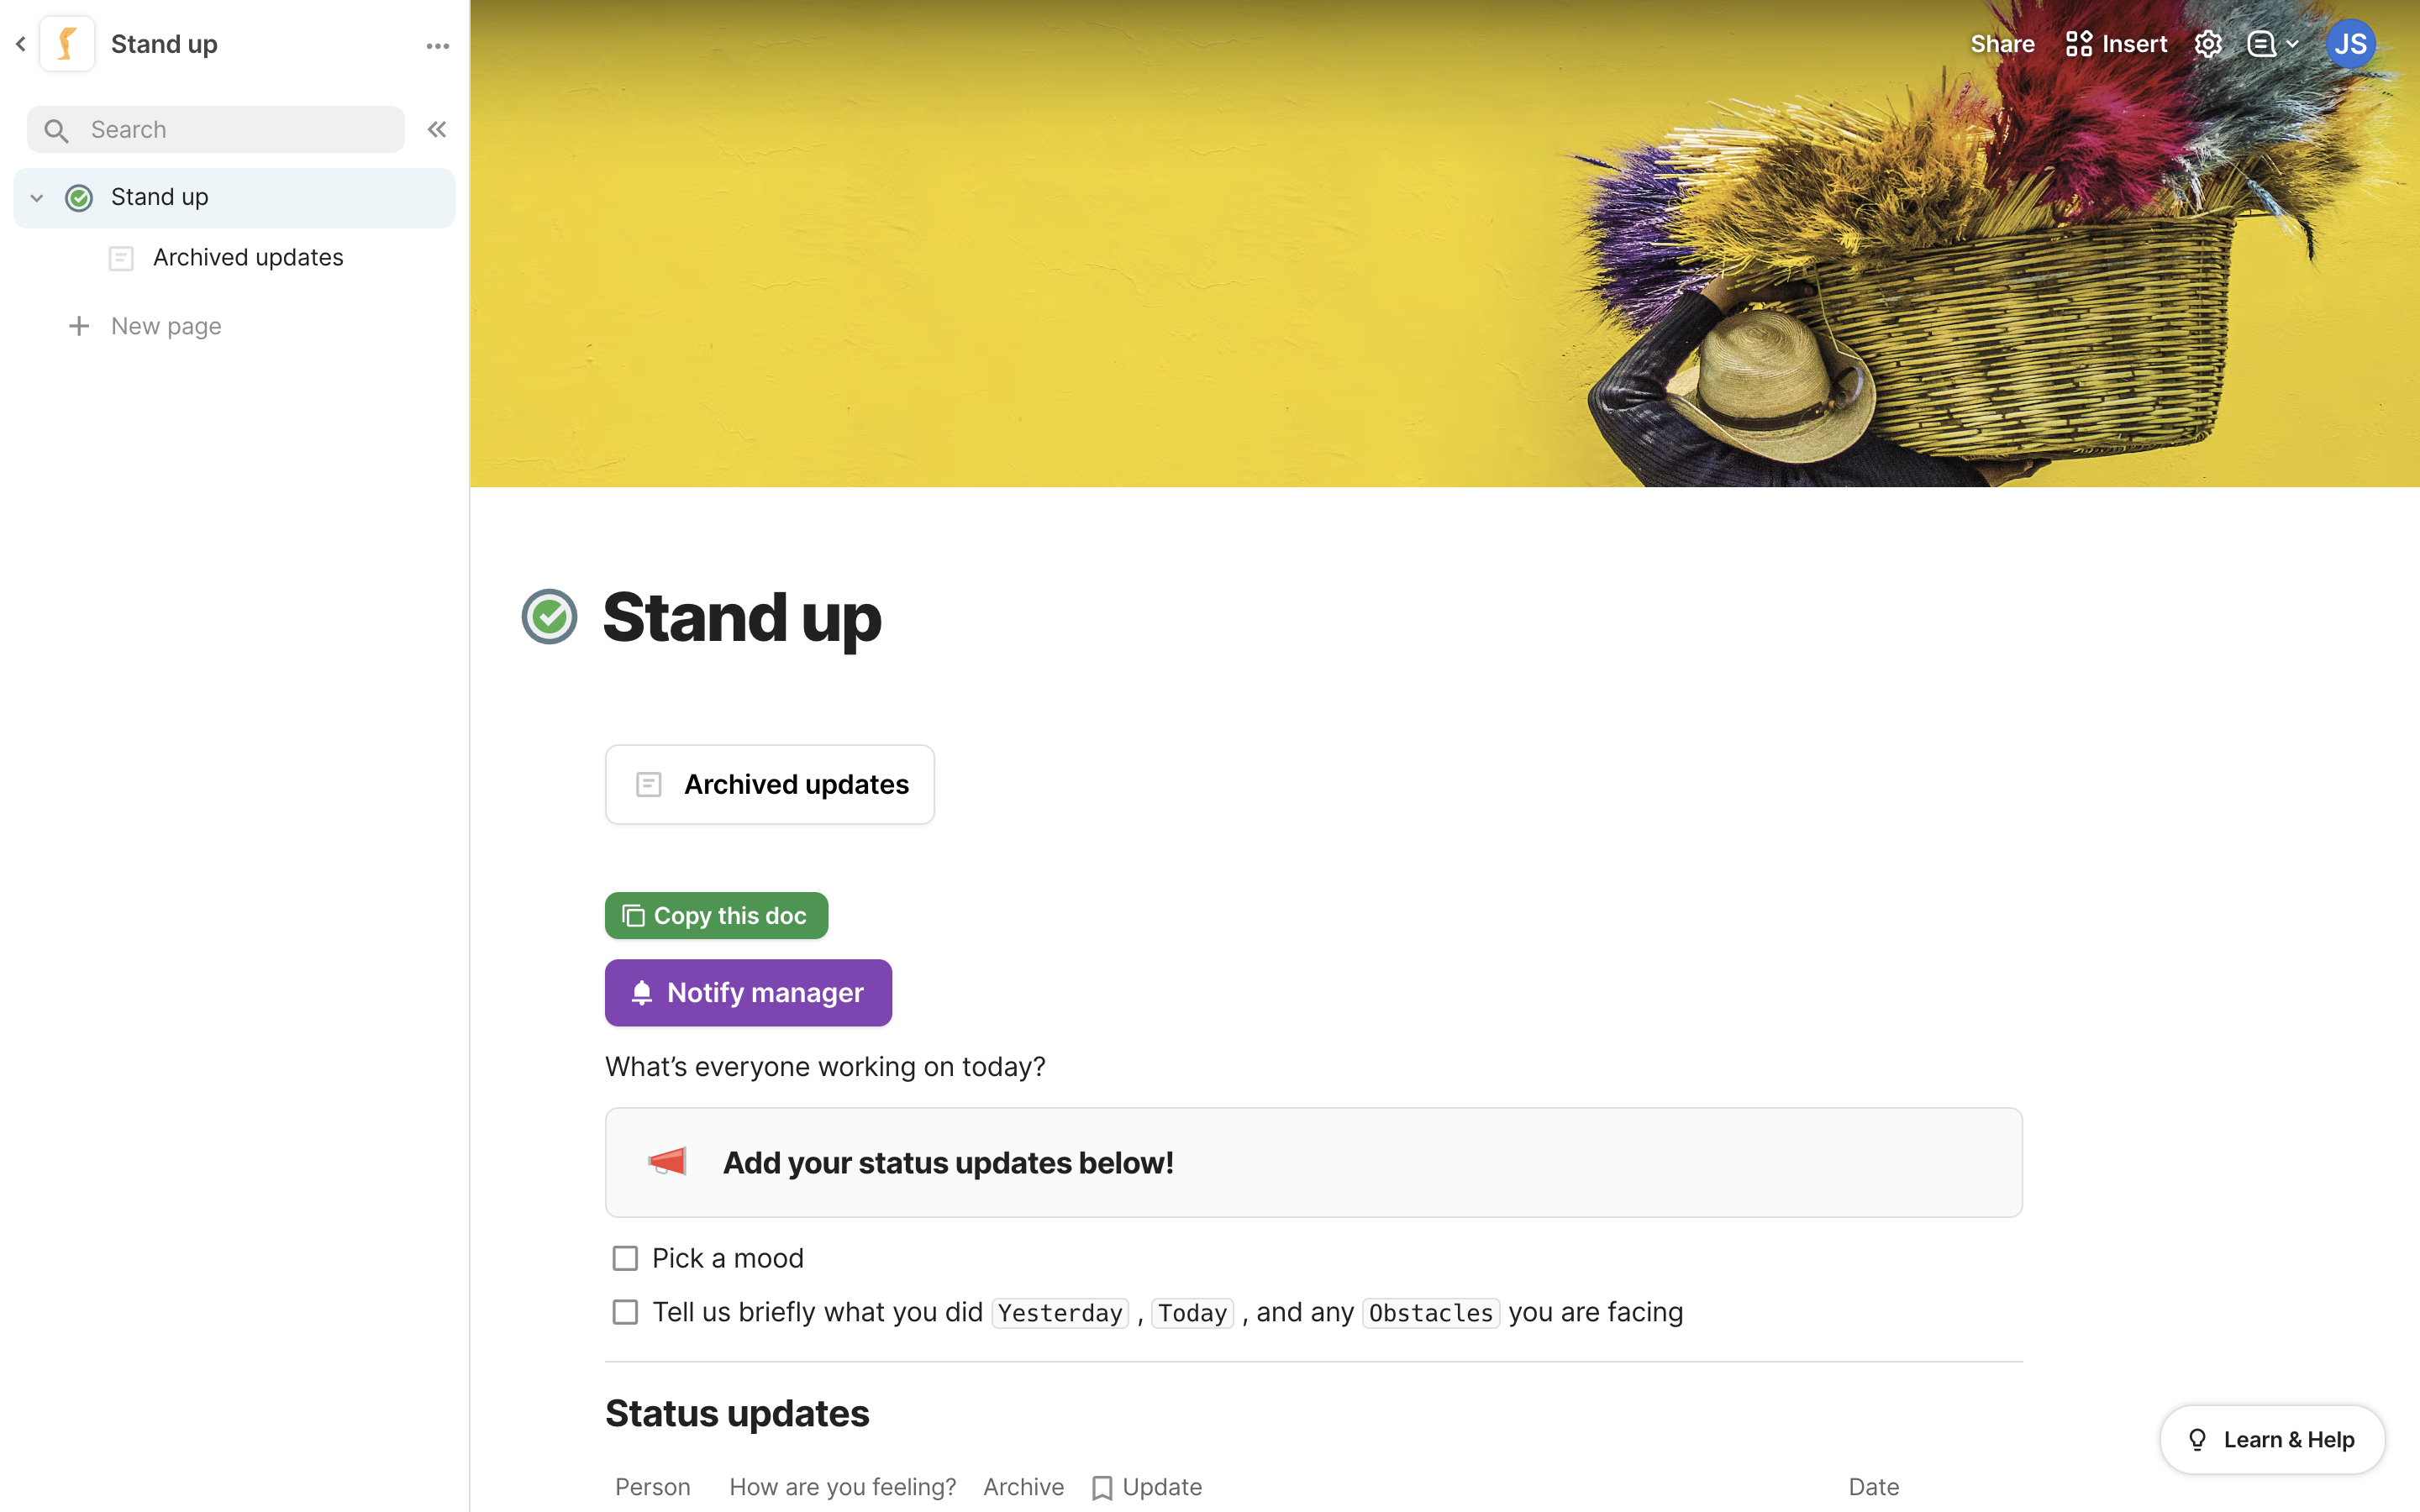 Stand up
Search
Stand up
Archived updates
New page
Share
Insert
JS
Stand up
Archived updates
Copy this doc
Notify manager
What’s everyone working on today?
Add your status updates below!
Pick a mood
Tell us briefly what you did Yesterday , Today , and any Obstacles you are facing
Status updates
Person How are you feeling? Archive Update Date
Learn & Help